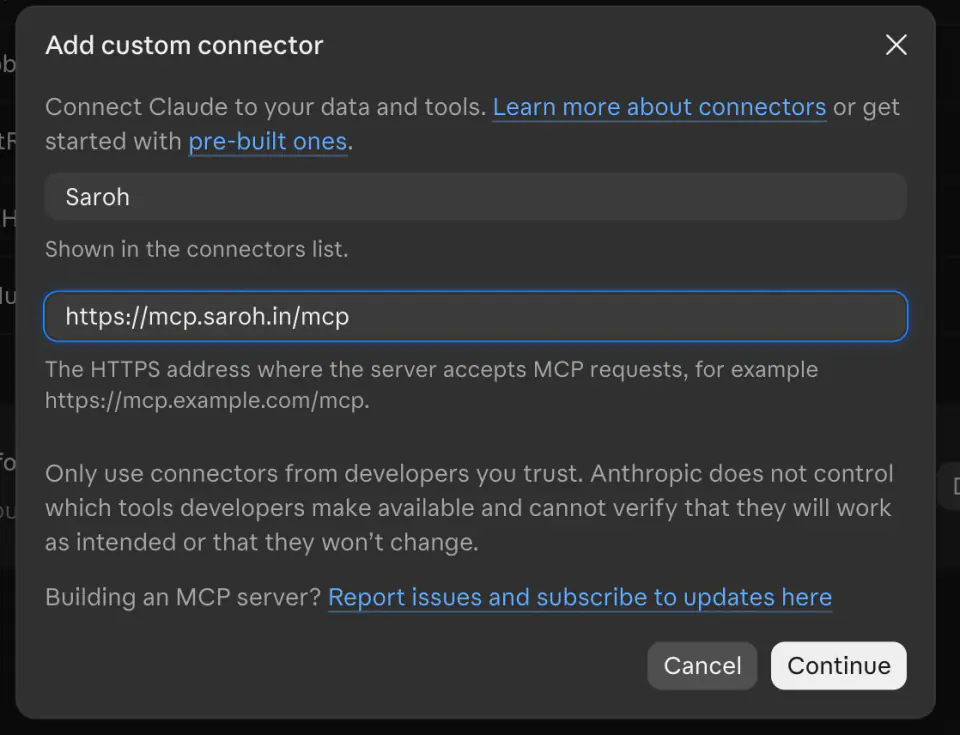 Add custom connector
Connect Claude to your data and tools. Learn more about connectors or get
started with pre-built ones.
Saroh
Shown in the connectors list.
https://mcp.saroh.in/mcp
The HTTPS address where the server accepts MCP requests, for example
https://mcp.example.com/mcp.
Only use connectors from developers you trust. Anthropic does not control
which tools developers make available and cannot verify that they will work
as intended or that they won’t change.
Building an MCP server? Report issues and subscribe to updates here
Cancel
Continue